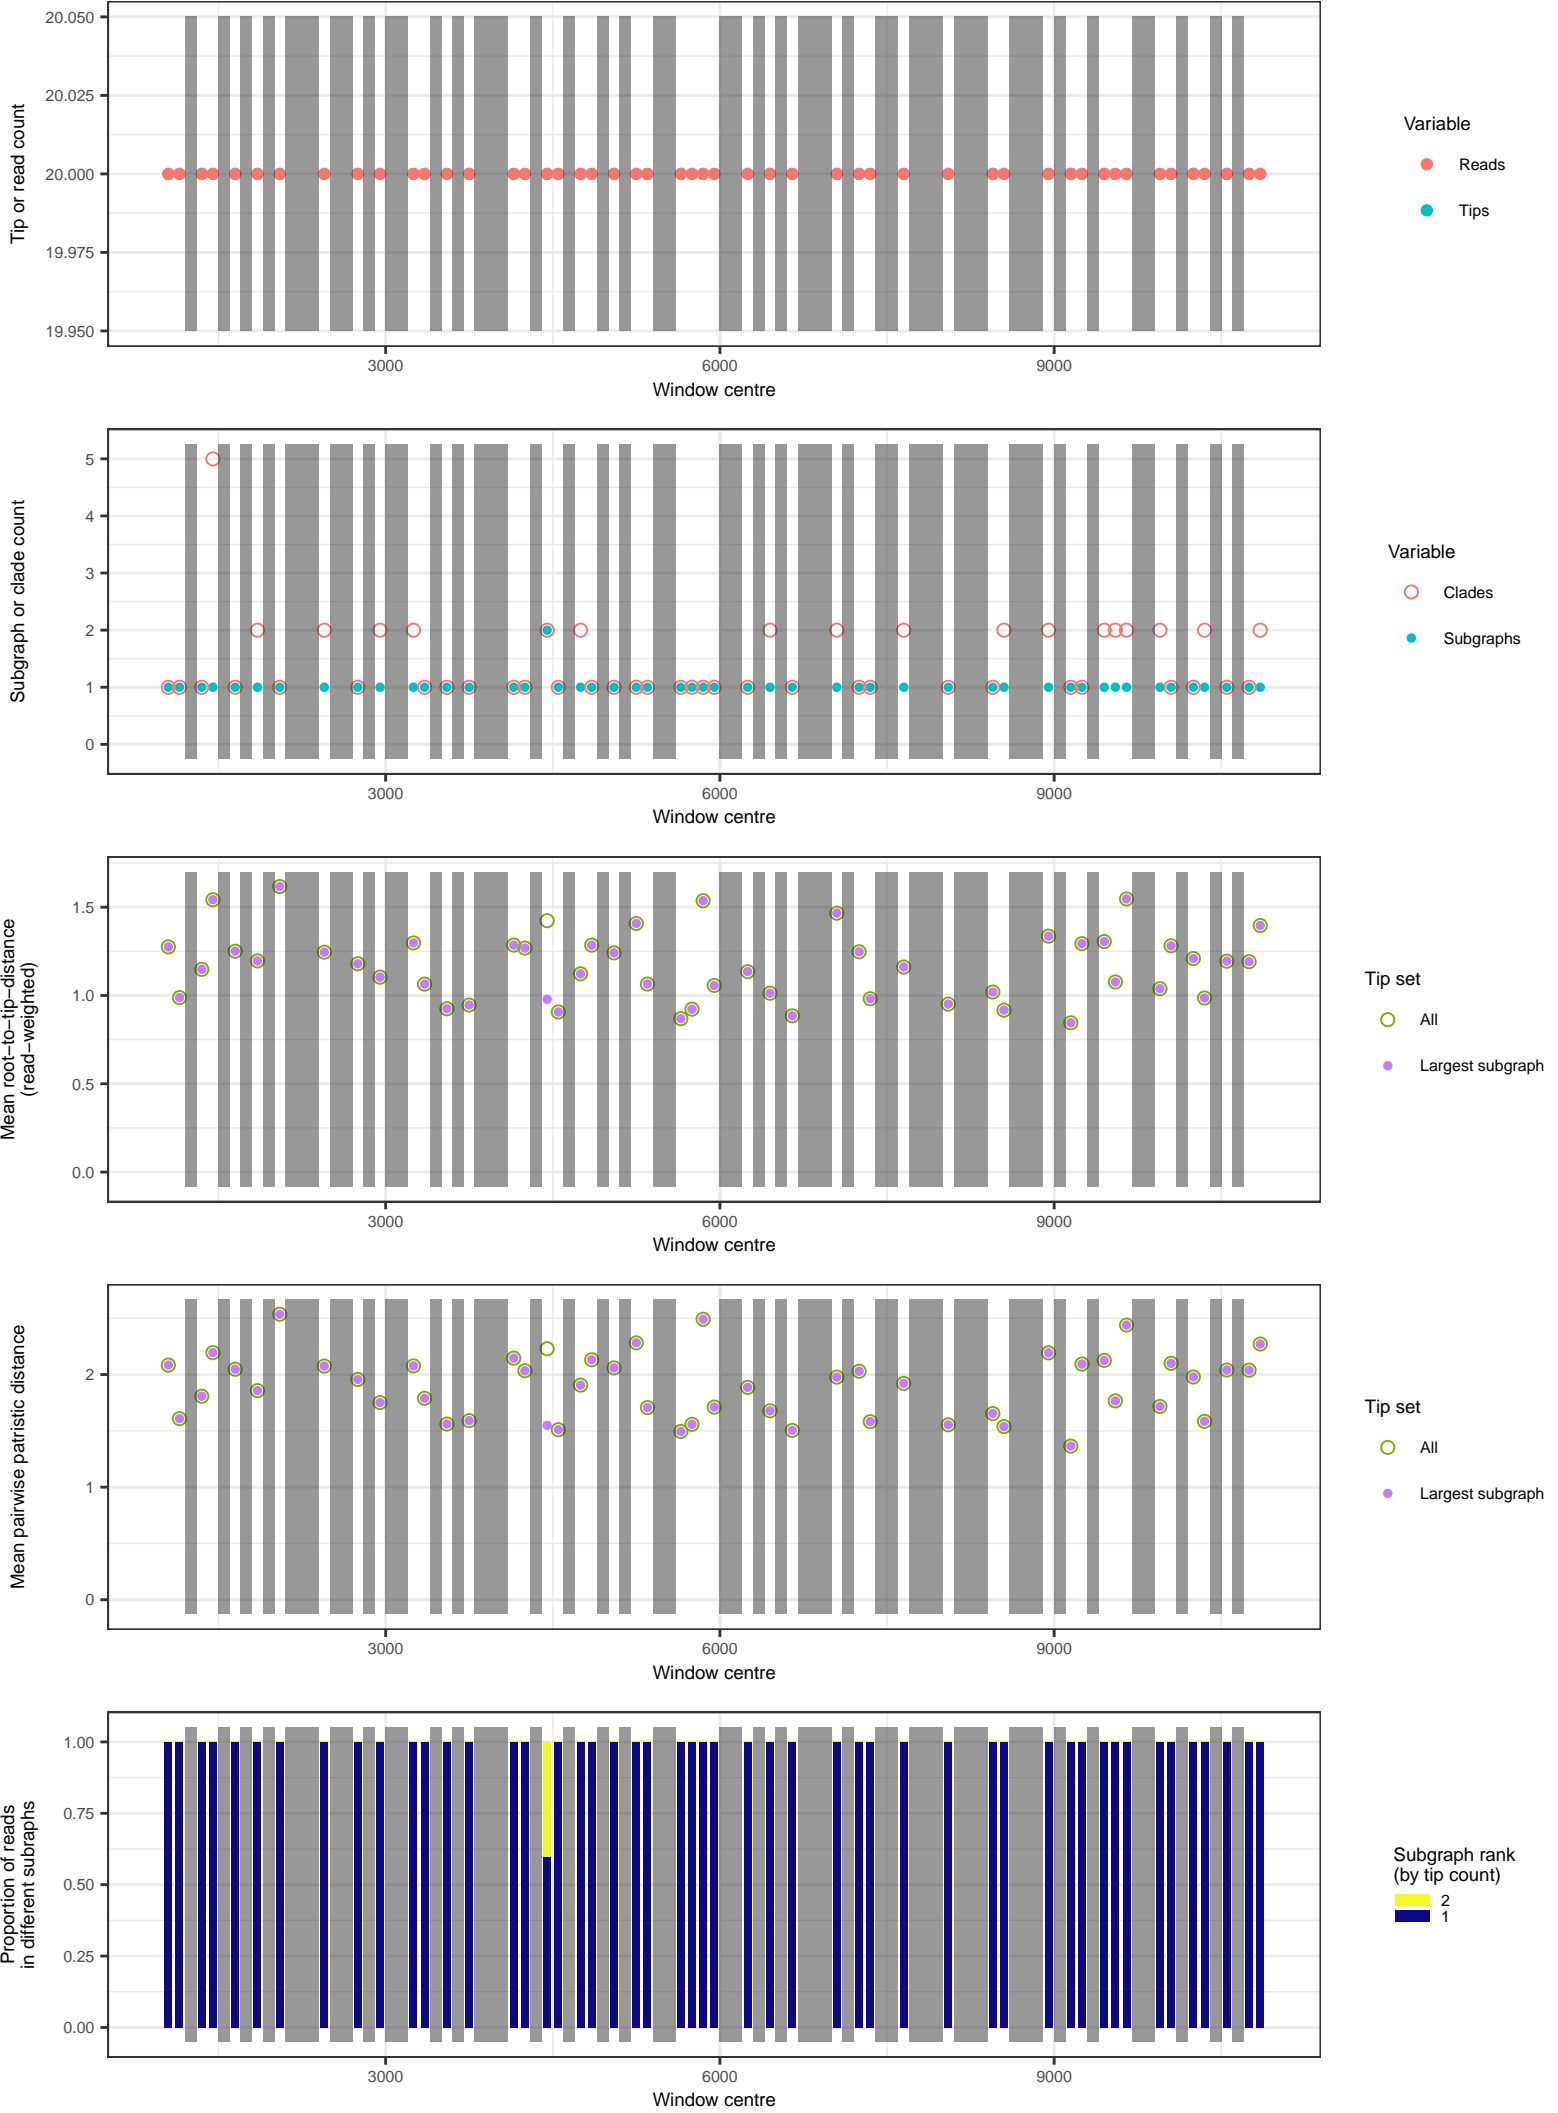 20.050
20.025
20.000
19.975
19.950
Tip or read count
3000
6000
9000
Window centre
Variable
Reads
Tips
5
4
3
2
1
0
Subgraph or clade count
3000
6000
9000
Window centre
Variable
Clades
Subgraphs
1.5
1.0
0.5
0.0
Mean root−to−tip−distance
(read−weighted)
3000
6000
9000
Window centre
Tip set
All
Largest subgraph
2
1
0
Mean pairwise patristic distance
3000
6000
9000
Window centre
Tip set
All
Largest subgraph
1.00
0.75
0.50
0.25
0.00
Proportion of reads
in different subraphs
3000
6000
9000
Window centre
Subgraph rank
(by tip count)
2
1